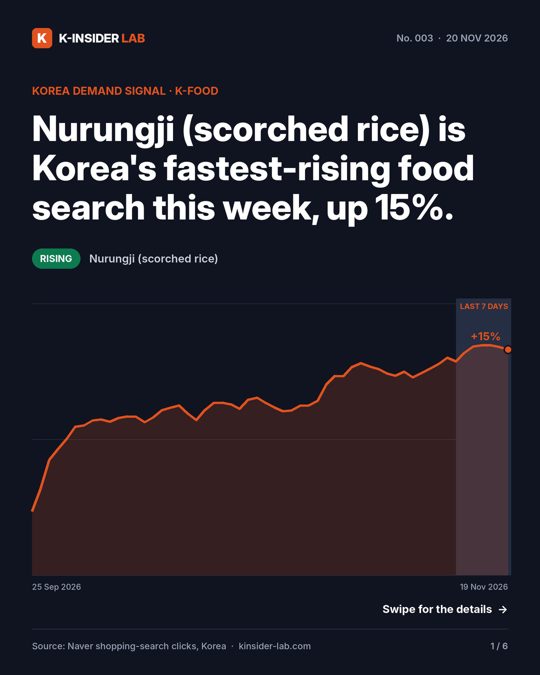 K K-INSIDER LAB
No. 003 · 20 NOV 2026
KOREA DEMAND SIGNAL · K-FOOD
Nurungji (scorched rice) is
Korea's fastest-rising food
search this week, up 15%.
RISING Nurungji (scorched rice)
LAST 7 DAYS
+15%
25 Sep 2026
19 Nov 2026
Swipe for the details →
Source: Naver shopping-search clicks, Korea · kinsider-lab.com
1 / 6